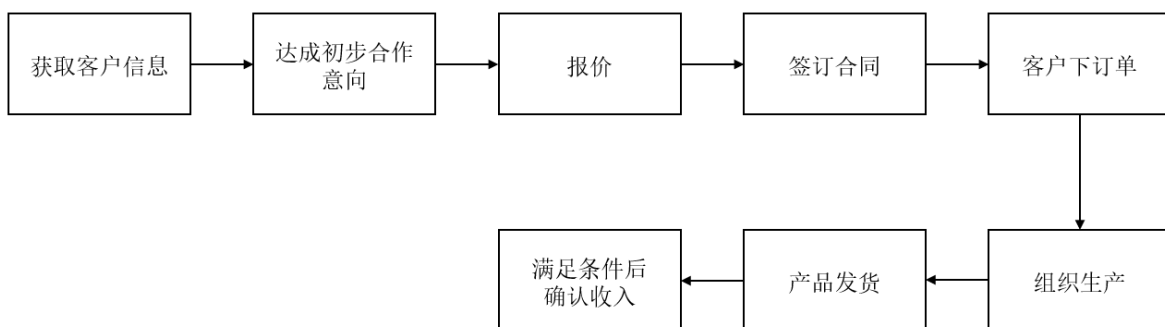 获取客户信息
达成初步合作
意向
报价
签订合同
客户下订单
组织生产
产品发货
满足条件后
确认收入